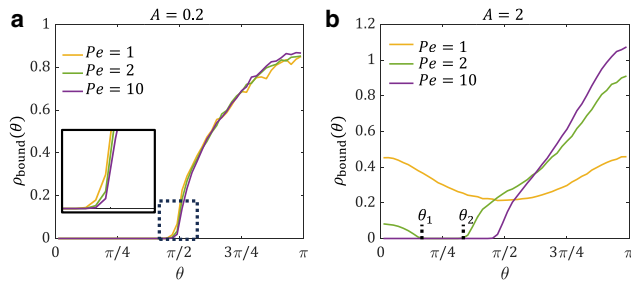 a
A = 0.2
Pe = 1
Pe = 2
Pe = 10
ρbound(θ)
1
0.8
0.6
0.4
0.2
0
0 π/4 π/2 3π/4 π
θ
b
A = 2
Pe = 1
Pe = 2
Pe = 10
ρbound(θ)
1.2
1
0.8
0.6
0.4
0.2
0
θ1 θ2
0 π/4 π/2 3π/4 π
θ